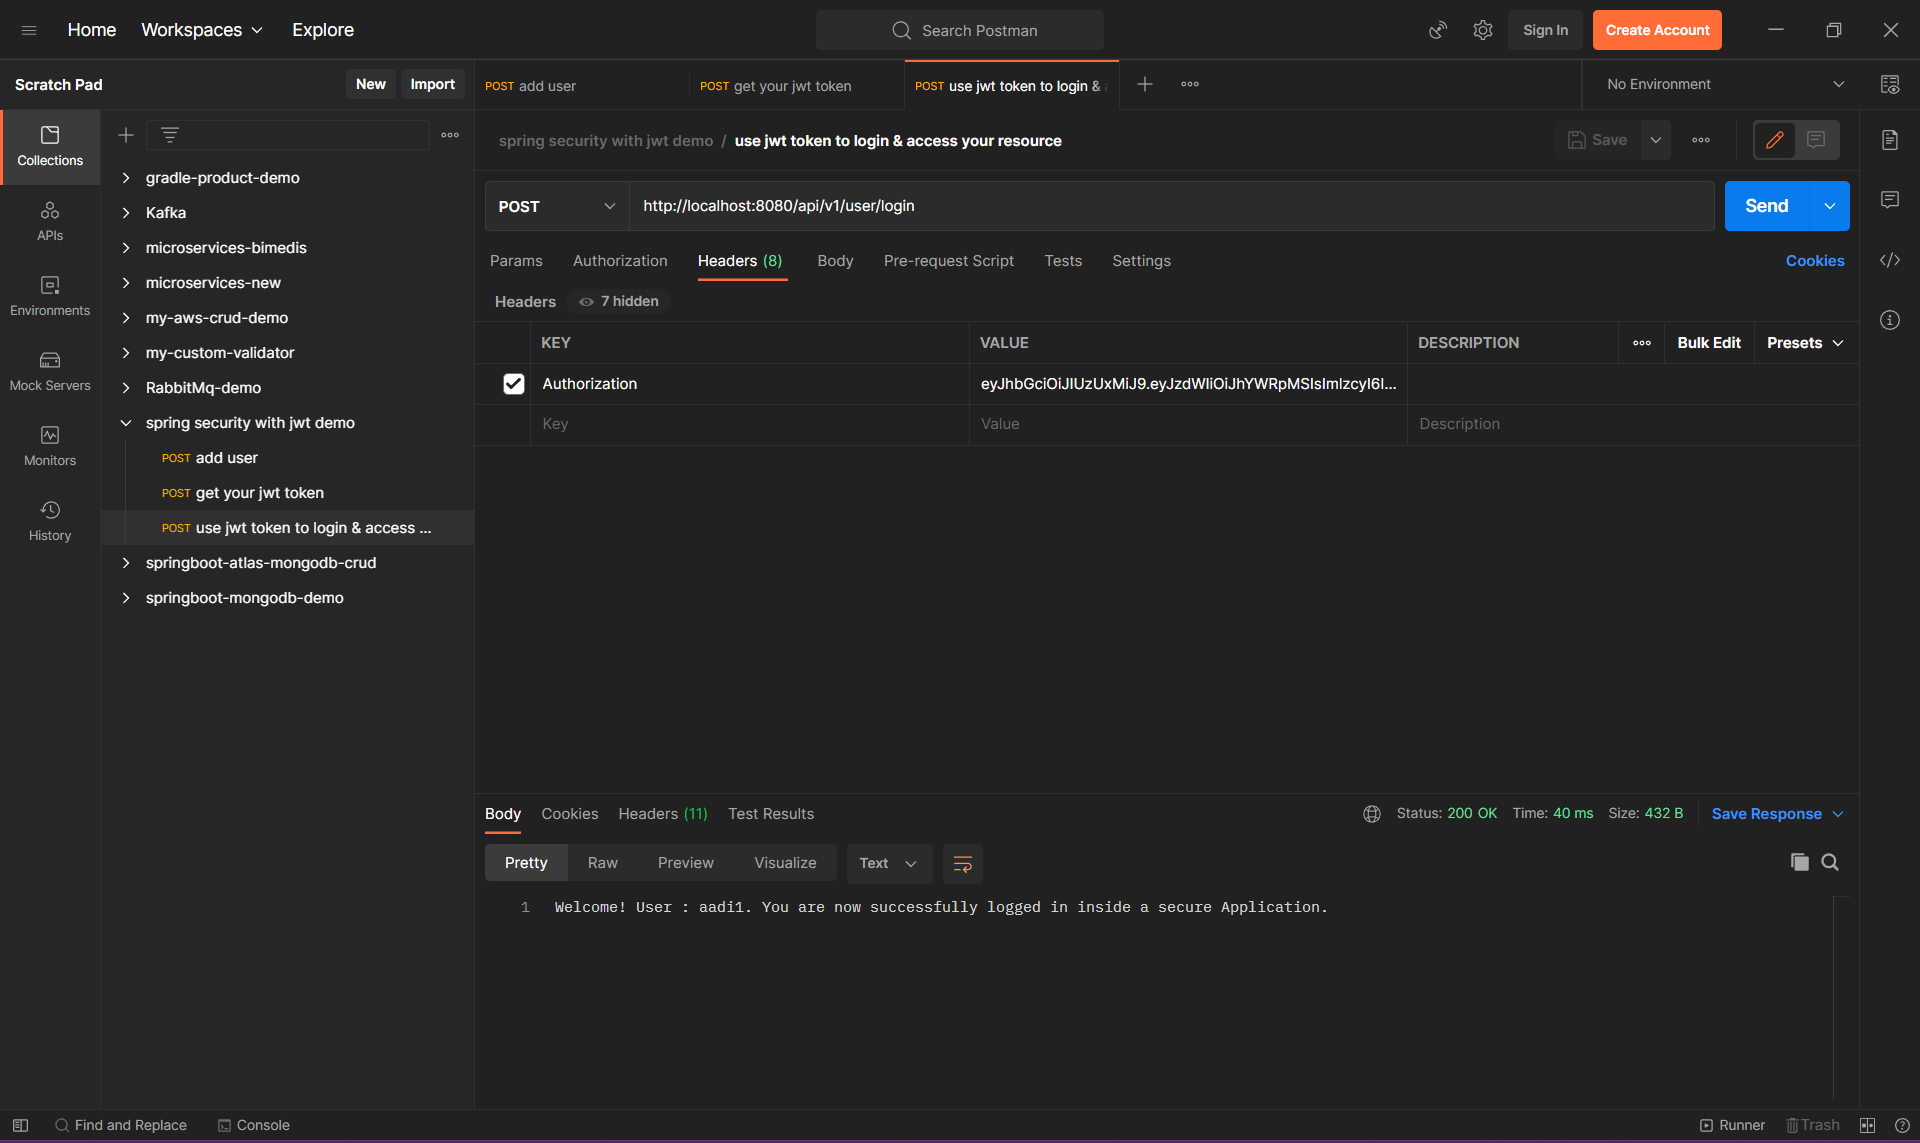 Home Workspaces Explore Search Postman Sign In Create Account
Scratch Pad New Import
POST add user POST get your jwt token POST use jwt token to login & No Environment
Collections
APIs
Environments
Mock Servers
Monitors
History
gradle-product-demo
Kafka
microservices-bimedis
microservices-new
my-aws-crud-demo
my-custom-validator
RabbitMq-demo
spring security with jwt demo
POST add user
POST get your jwt token
POST use jwt token to login & access ...
springboot-atlas-mongodb-crud
springboot-mongodb-demo
spring security with jwt demo / use jwt token to login & access your resource Save
POST http://localhost:8080/api/v1/user/login Send
Params Authorization Headers (8) Body Pre-request Script Tests Settings Cookies
Headers 7 hidden
KEY VALUE DESCRIPTION Bulk Edit Presets
Authorization eyJhbGciOiJIUzUxMiJ9.eyJzdWIiOiJhYWRpMSIsImlzcyI6I...
Key Value Description
Body Cookies Headers (11) Test Results Status: 200 OK Time: 40 ms Size: 432 B Save Response
Pretty Raw Preview Visualize Text
1 Welcome! User : aadi1. You are now successfully logged in inside a secure Application.
Find and Replace Console Runner Trash